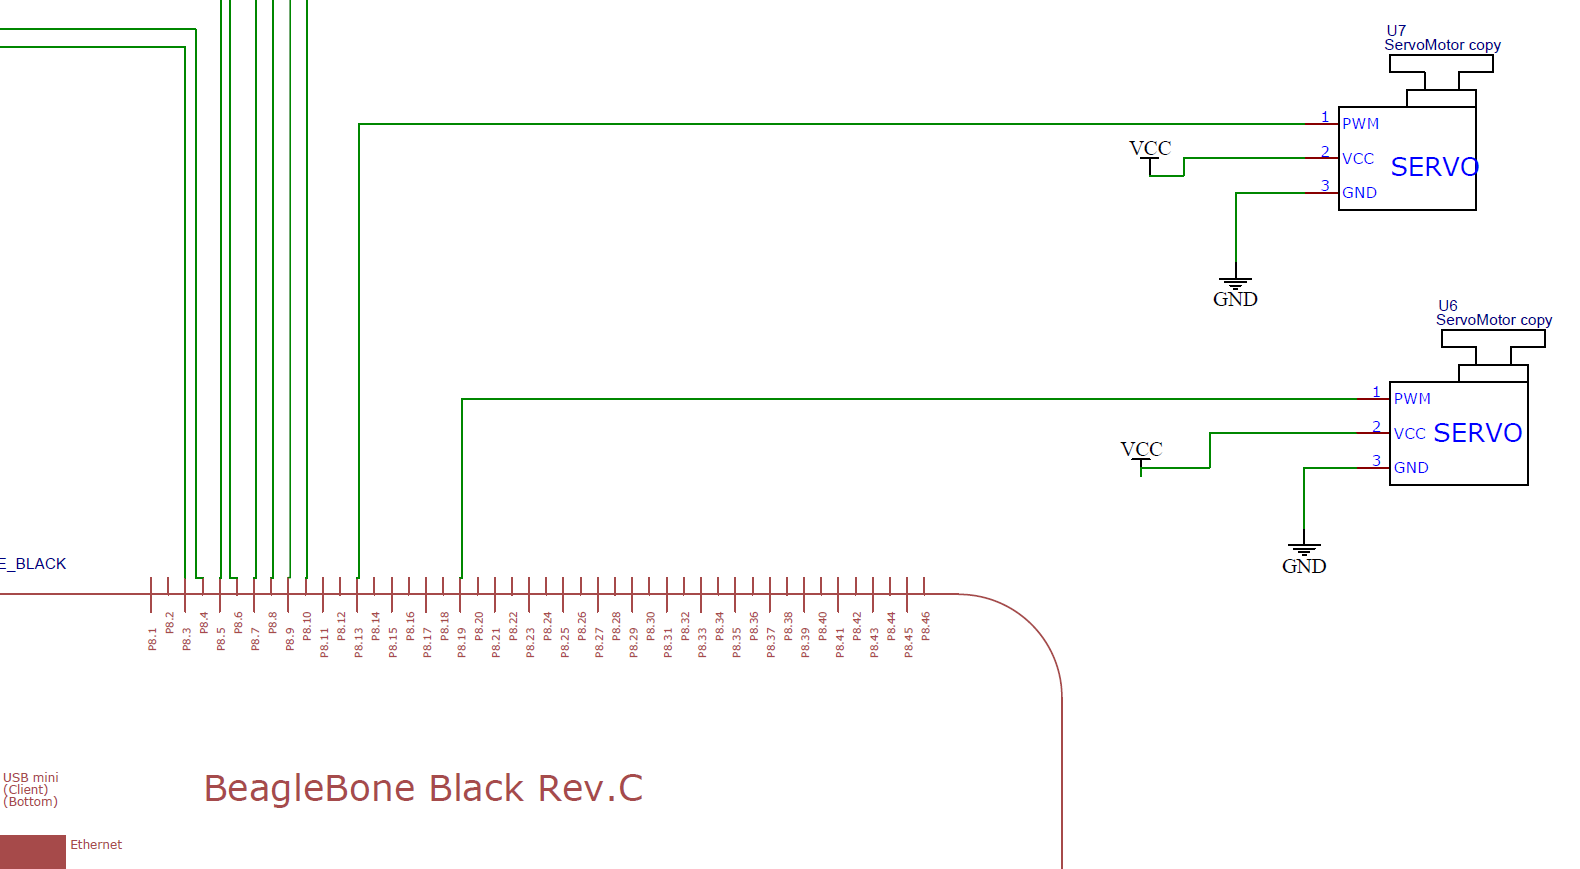 U7
ServoMotor copy
1 PWM
VCC
2 VCC
SERVO
3 GND
GND
U6
ServoMotor copy
1 PWM
2 VCC
SERVO
VCC
3 GND
GND
E_BLACK
P8.1
P8.2
P8.3
P8.4
P8.5
P8.6
P8.7
P8.8
P8.9
P8.10
P8.11
P8.12
P8.13
P8.14
P8.15
P8.16
P8.17
P8.18
P8.19
P8.20
P8.21
P8.22
P8.23
P8.24
P8.25
P8.26
P8.27
P8.28
P8.29
P8.30
P8.31
P8.32
P8.33
P8.34
P8.35
P8.36
P8.37
P8.38
P8.39
P8.40
P8.41
P8.42
P8.43
P8.44
P8.45
P8.46
USB mini
(Client)
(Bottom)
BeagleBone Black Rev.C
Ethernet